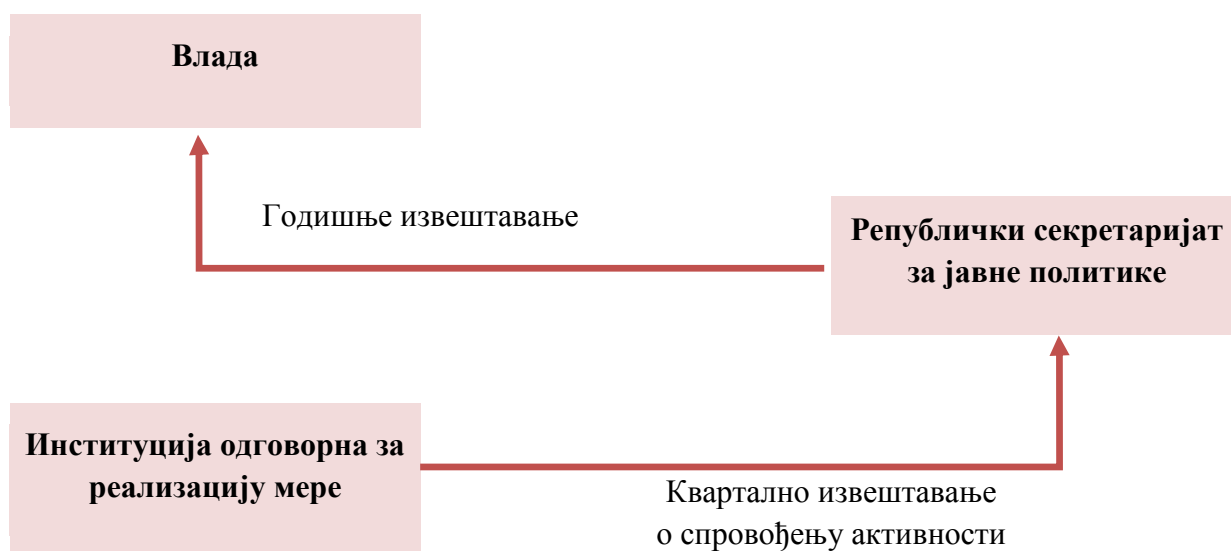 Влада
Годишње извештавање
Републички секретаријат
за јавне политике
Институција одговорна за
реализацију мере
Квартално извештавање
о спровођењу активности